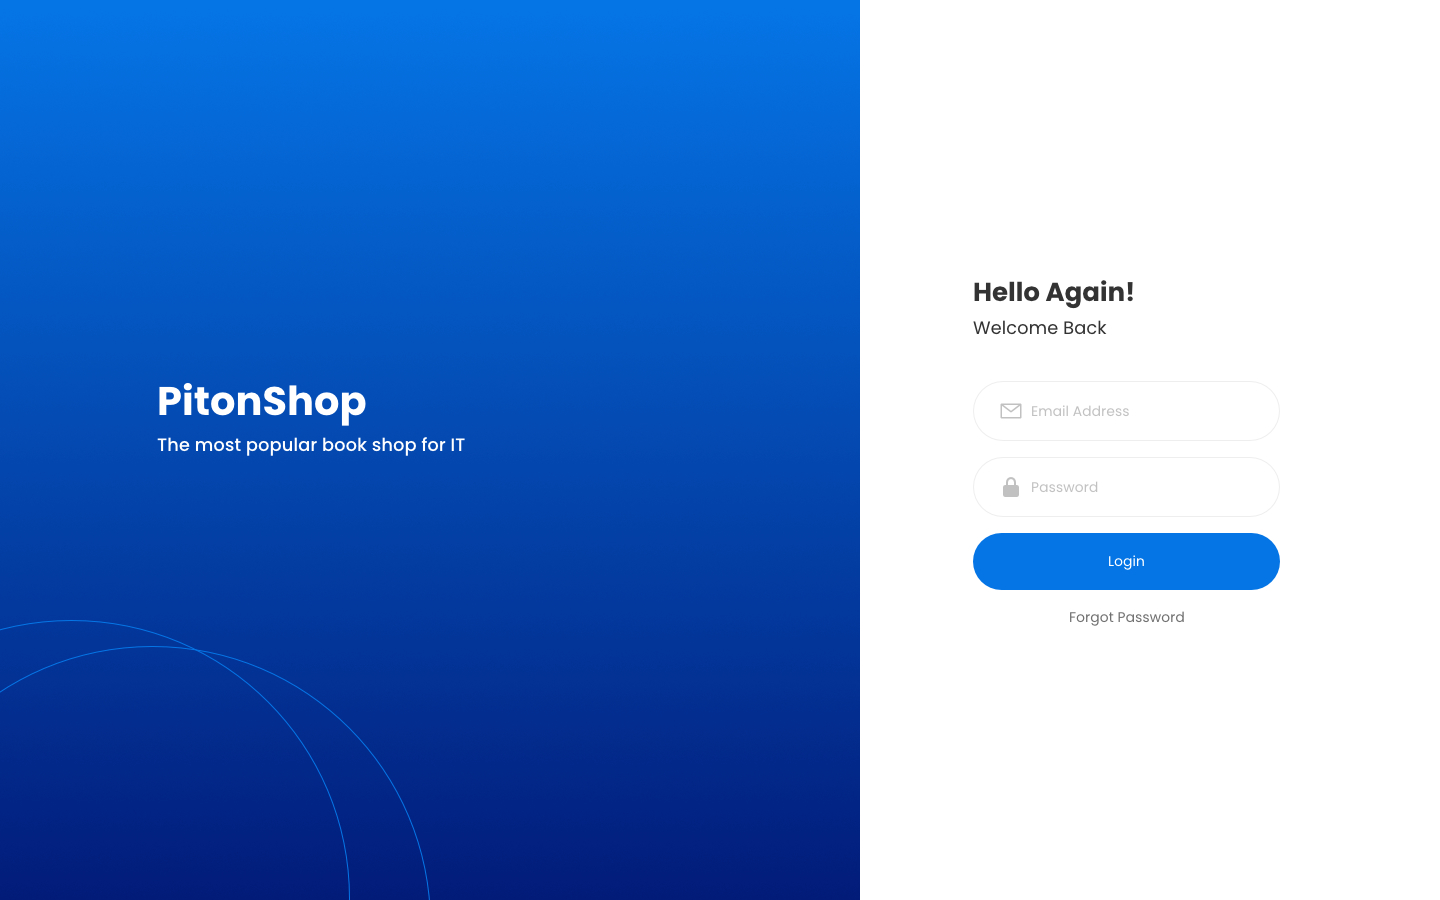 PitonShop
The most popular book shop for IT
Hello Again!
Welcome Back
Email Address
Password
Login
Forgot Password